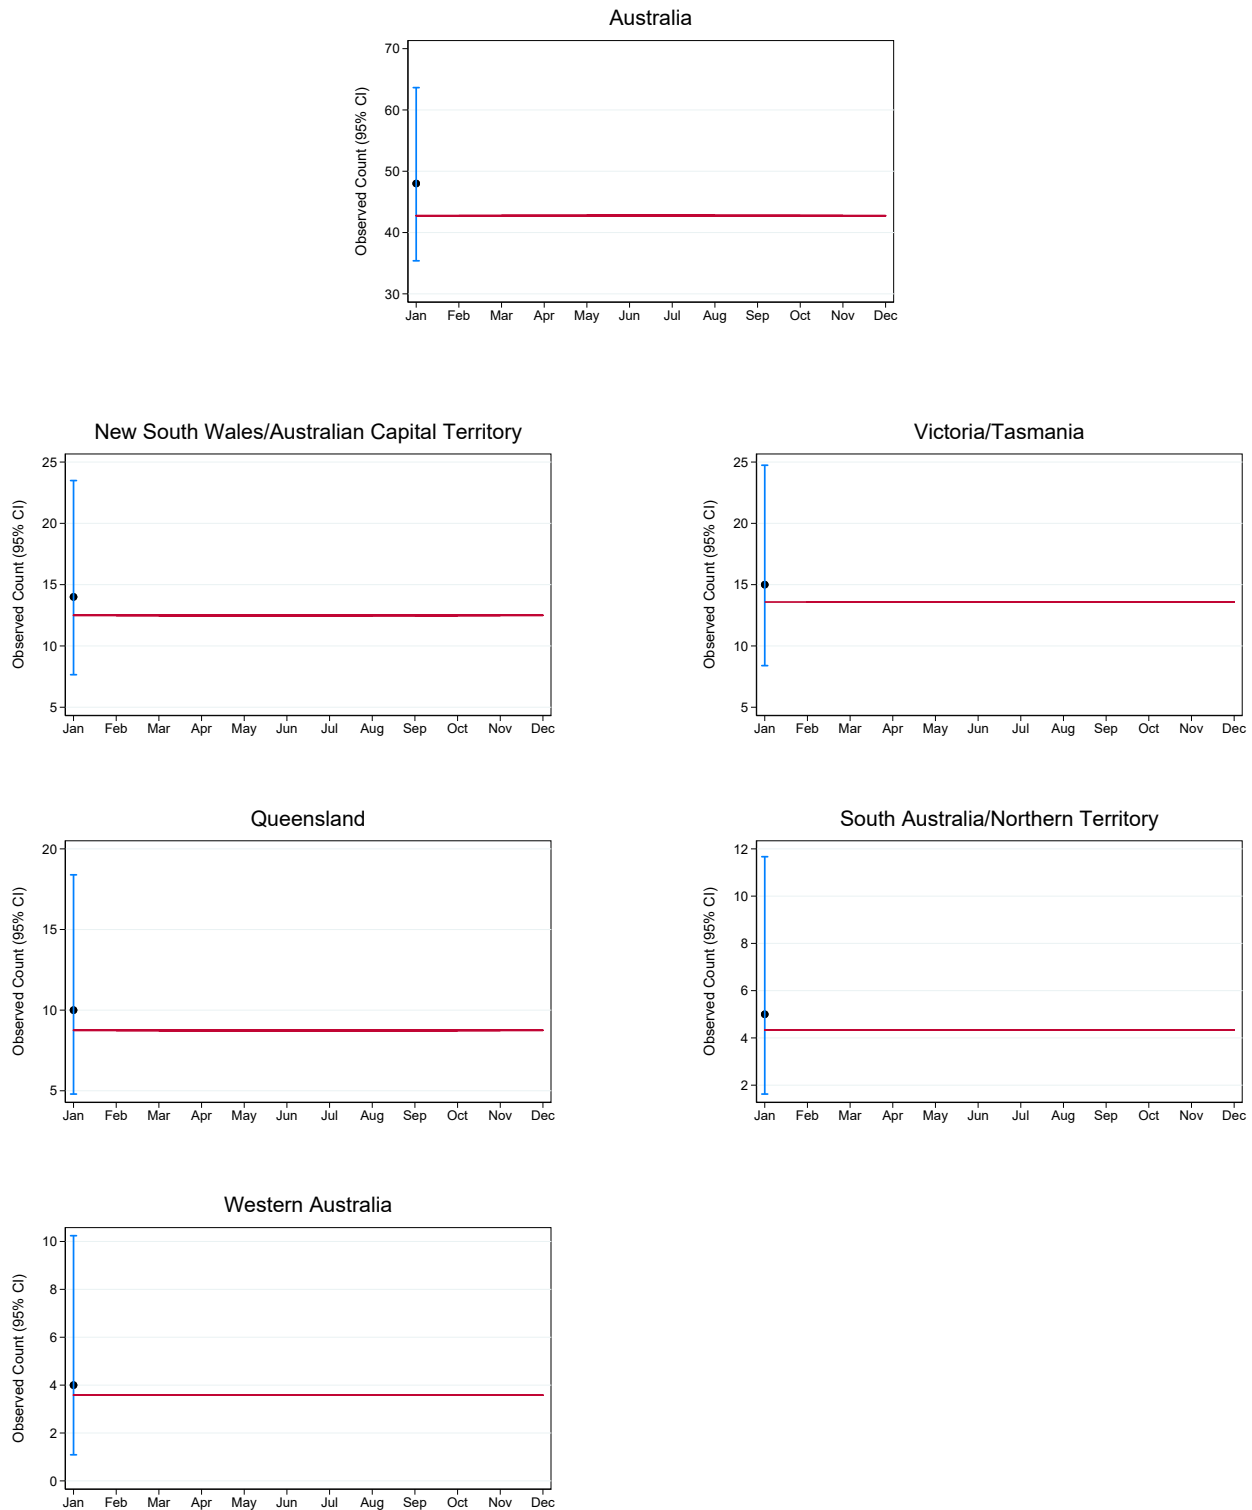 Australia
Observed Count (95% CI)
70
60
50
40
30
Jan Feb Mar Apr May Jun Jul Aug Sep Oct Nov Dec
New South Wales/Australian Capital Territory
Observed Count (95% CI)
25
20
15
10
5
Jan Feb Mar Apr May Jun Jul Aug Sep Oct Nov Dec
Victoria/Tasmania
Observed Count (95% CI)
25
20
15
10
5
Jan Feb Mar Apr May Jun Jul Aug Sep Oct Nov Dec
Queensland
Observed Count (95% CI)
20
15
10
5
Jan Feb Mar Apr May Jun Jul Aug Sep Oct Nov Dec
South Australia/Northern Territory
Observed Count (95% CI)
12
10
8
6
4
2
Jan Feb Mar Apr May Jun Jul Aug Sep Oct Nov Dec
Western Australia
Observed Count (95% CI)
10
8
6
4
2
0
Jan Feb Mar Apr May Jun Jul Aug Sep Oct Nov Dec